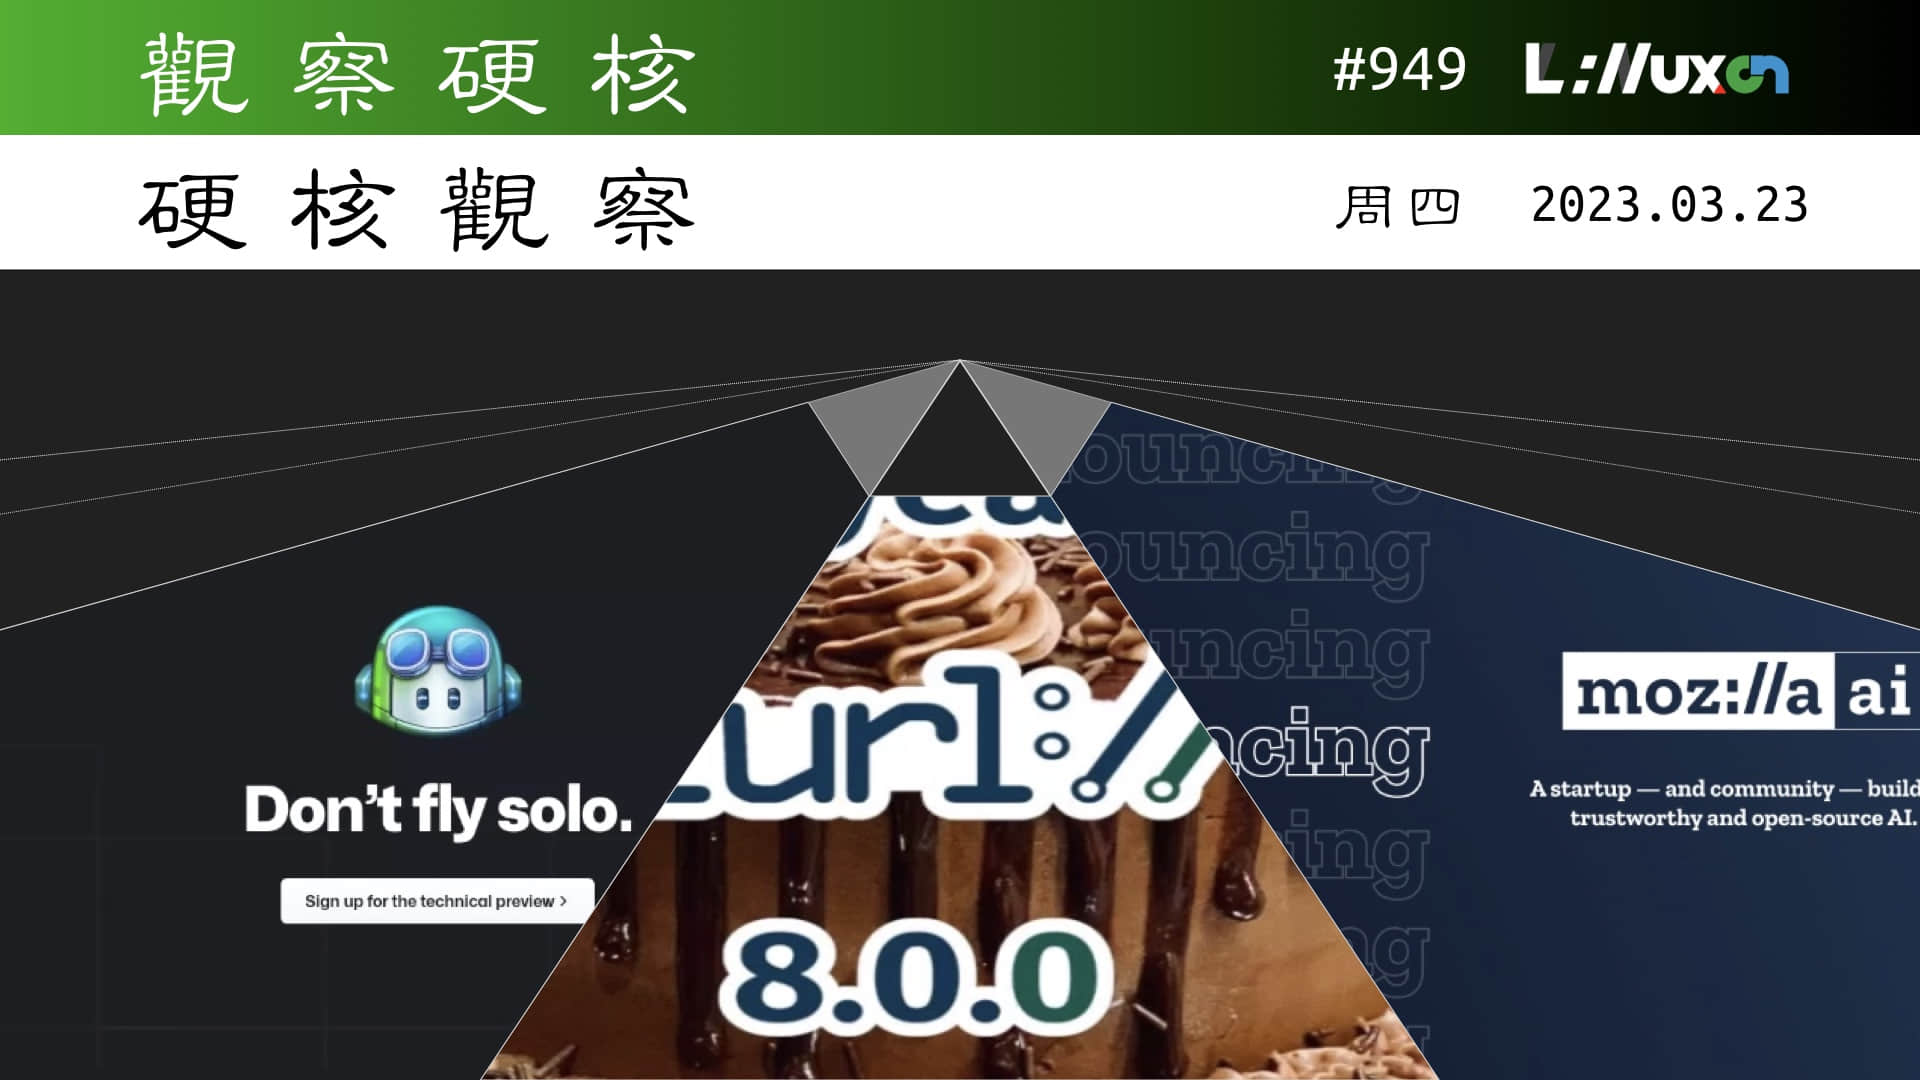 觀察硬核
#949 L://uxcn
硬核觀察
周四 2023.03.23
Don't fly solo.
Sign up for the technical preview >
url://
8.0.0
ouncing
ouncing
uncing
ncing
ing
ng
moz://a ai
A startup — and community — build
trustworthy and open-source AI.